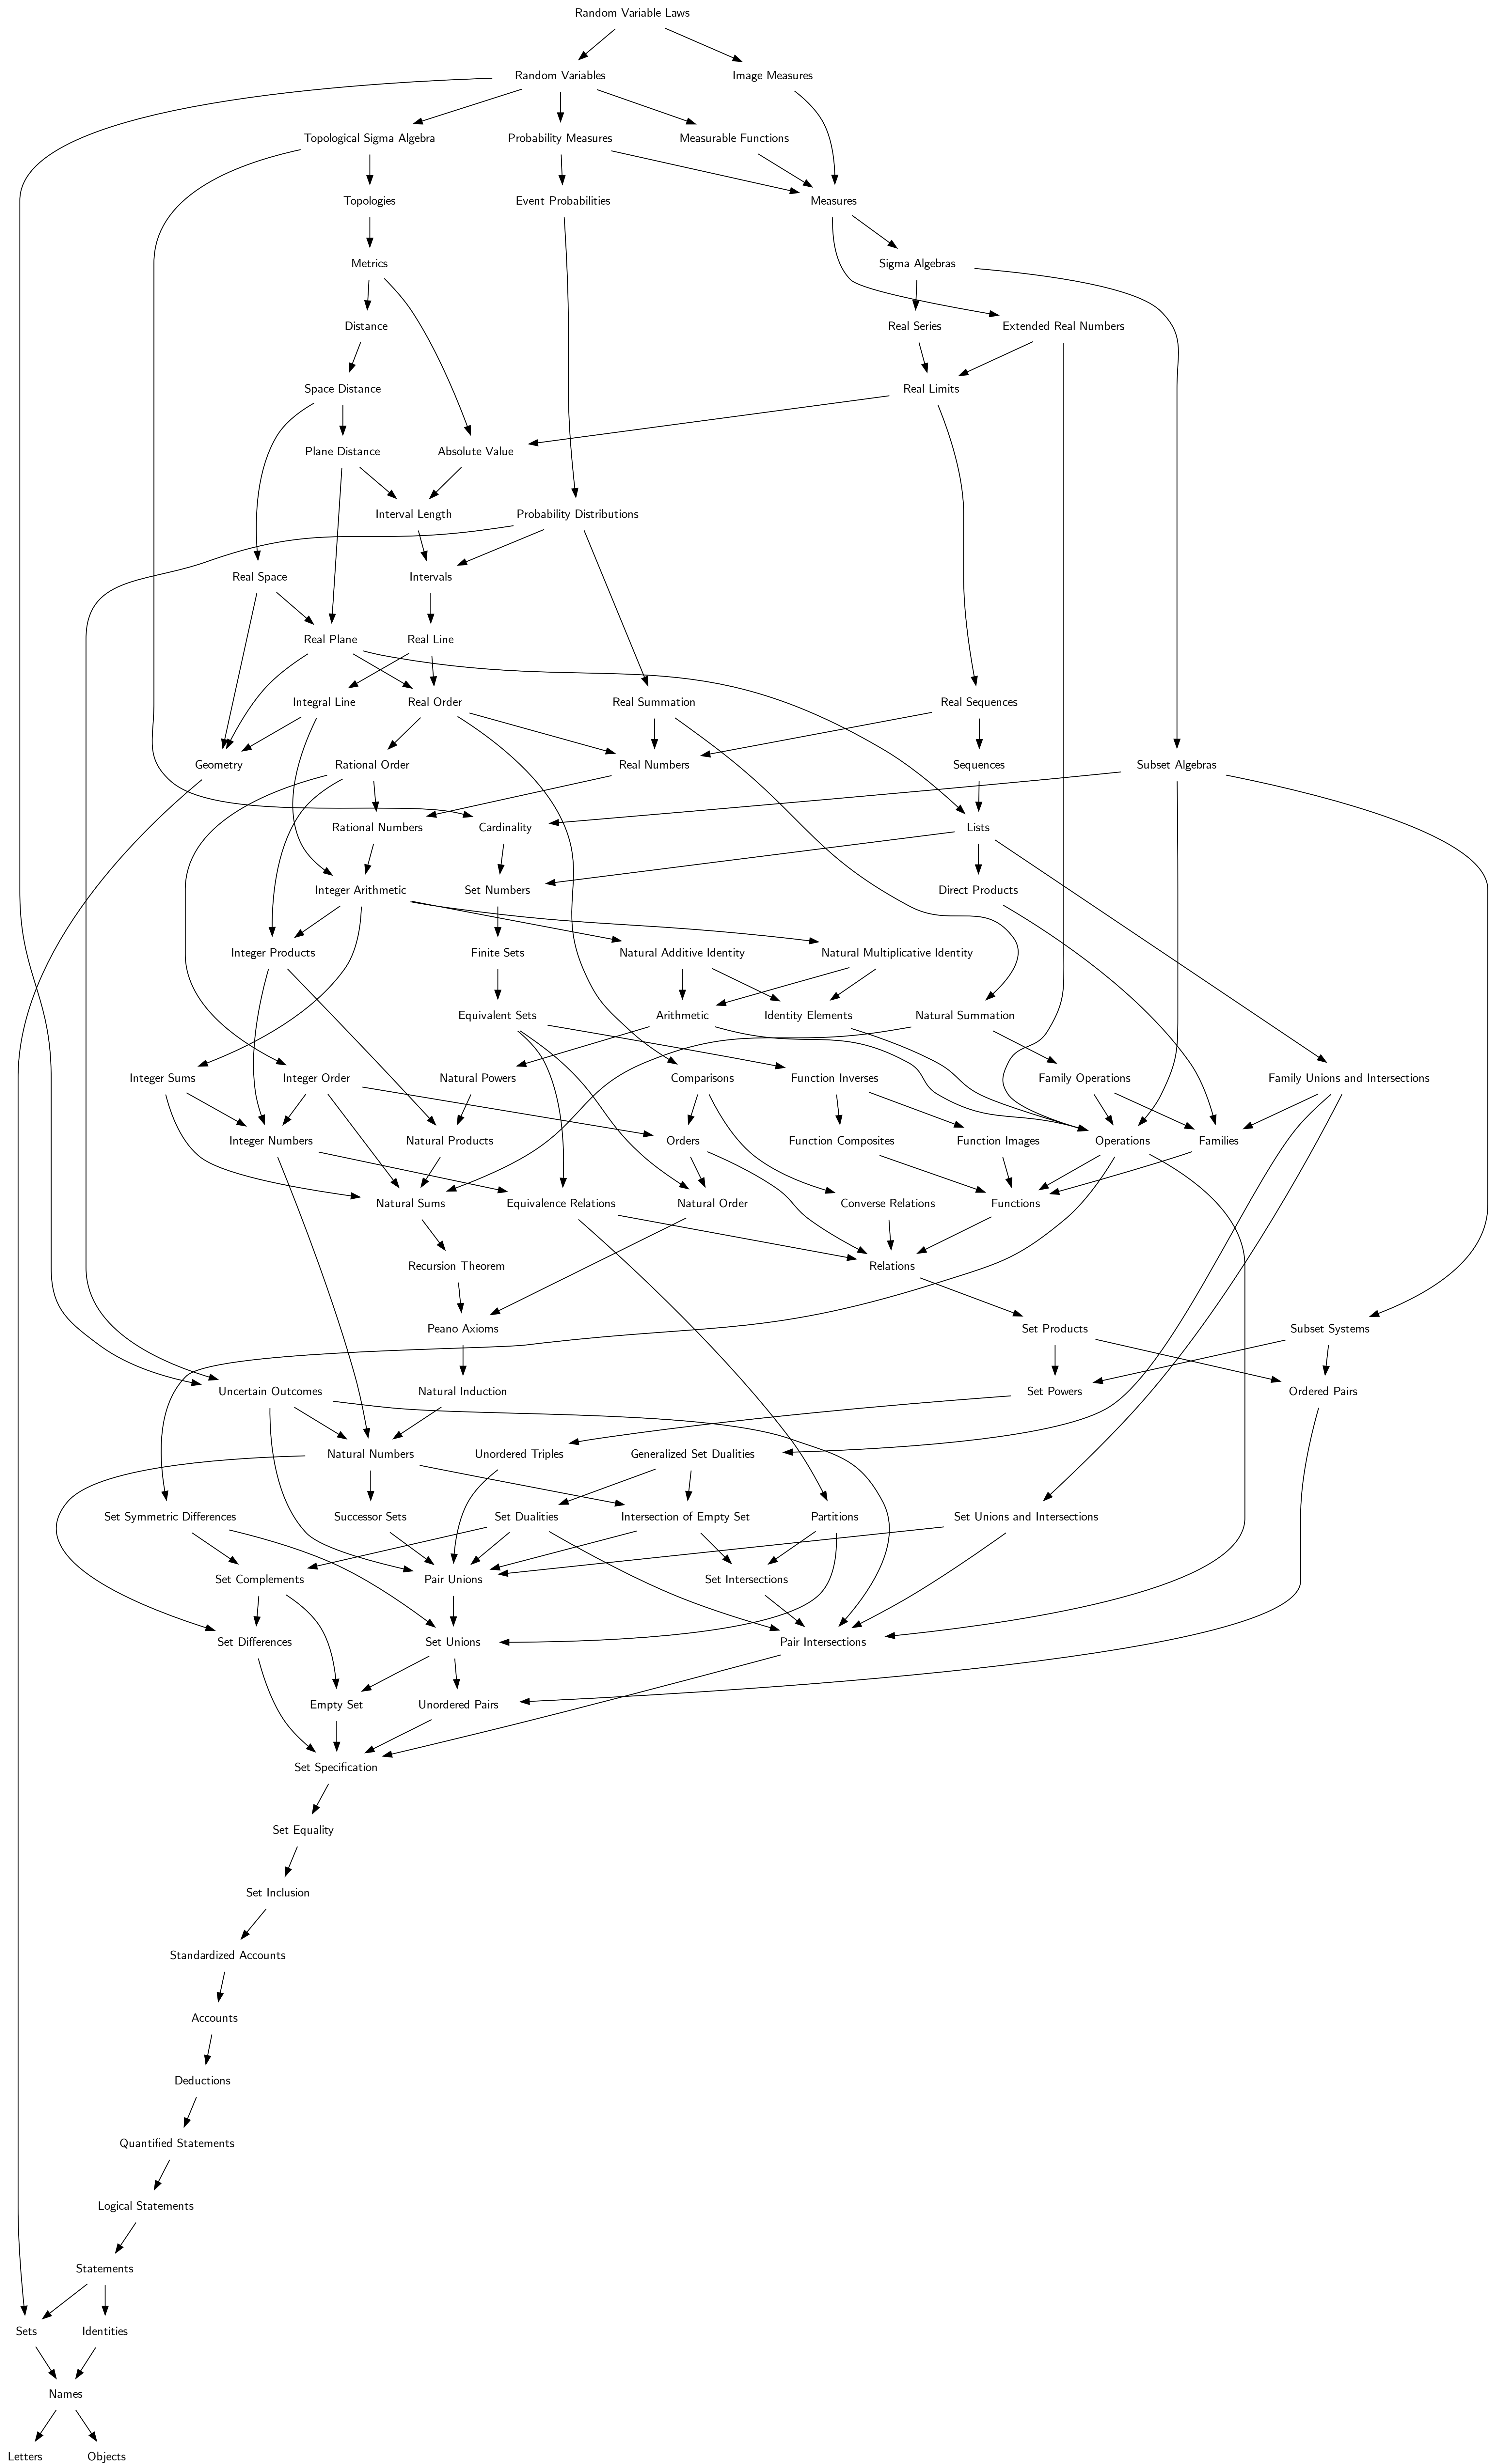 Random Variable Laws
Random Variables
Image Measures
Topological Sigma Algebra
Probability Measures
Measurable Functions
Topologies
Event Probabilities
Measures
Metrics
Sigma Algebras
Distance
Real Series
Extended Real Numbers
Space Distance
Real Limits
Plane Distance
Absolute Value
Interval Length
Probability Distributions
Real Space
Intervals
Real Plane
Real Line
Integral Line
Real Order
Real Summation
Real Sequences
Geometry
Rational Order
Real Numbers
Sequences
Subset Algebras
Rational Numbers
Cardinality
Lists
Integer Arithmetic
Set Numbers
Direct Products
Integer Products
Finite Sets
Natural Additive Identity
Natural Multiplicative Identity
Equivalent Sets
Arithmetic
Identity Elements
Natural Summation
Integer Sums
Integer Order
Natural Powers
Comparisons
Function Inverses
Family Operations
Family Unions and Intersections
Integer Numbers
Natural Products
Orders
Function Composites
Function Images
Operations
Families
Natural Sums
Equivalence Relations
Natural Order
Converse Relations
Functions
Recursion Theorem
Relations
Peano Axioms
Set Products
Subset Systems
Uncertain Outcomes
Natural Induction
Set Powers
Ordered Pairs
Natural Numbers
Unordered Triples
Generalized Set Dualities
Set Symmetric Differences
Successor Sets
Set Dualities
Intersection of Empty Set
Partitions
Set Unions and Intersections
Set Complements
Pair Unions
Set Intersections
Set Differences
Set Unions
Pair Intersections
Empty Set
Unordered Pairs
Set Specification
Set Equality
Set Inclusion
Standardized Accounts
Accounts
Deductions
Quantified Statements
Logical Statements
Statements
Sets
Identities
Names
Letters
Objects